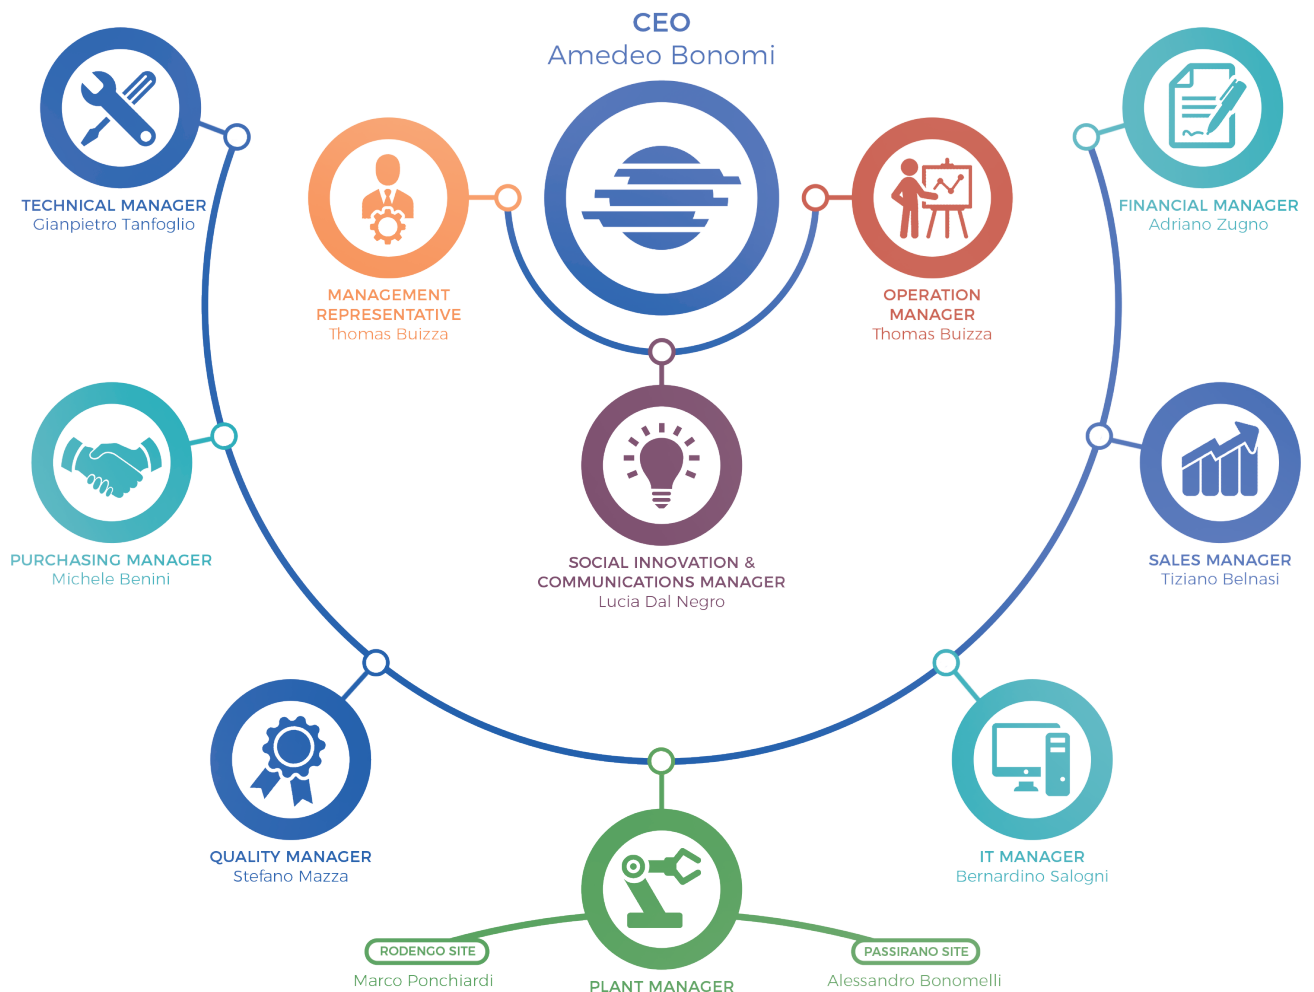 CEO
Amedeo Bonomi
TECHNICAL MANAGER
Gianpietro Tanfoglio
MANAGEMENT
REPRESENTATIVE
Thomas Buizza
OPERATION
MANAGER
Thomas Buizza
FINANCIAL MANAGER
Adriano Zugno
PURCHASING MANAGER
Michele Benini
SOCIAL INNOVATION &
COMMUNICATIONS MANAGER
Lucia Dal Negro
SALES MANAGER
Tiziano Belnasi
QUALITY MANAGER
Stefano Mazza
IT MANAGER
Bernardino Salogni
RODENGO SITE
Marco Ponchiardi
PLANT MANAGER
PASSIRANO SITE
Alessandro Bonomelli